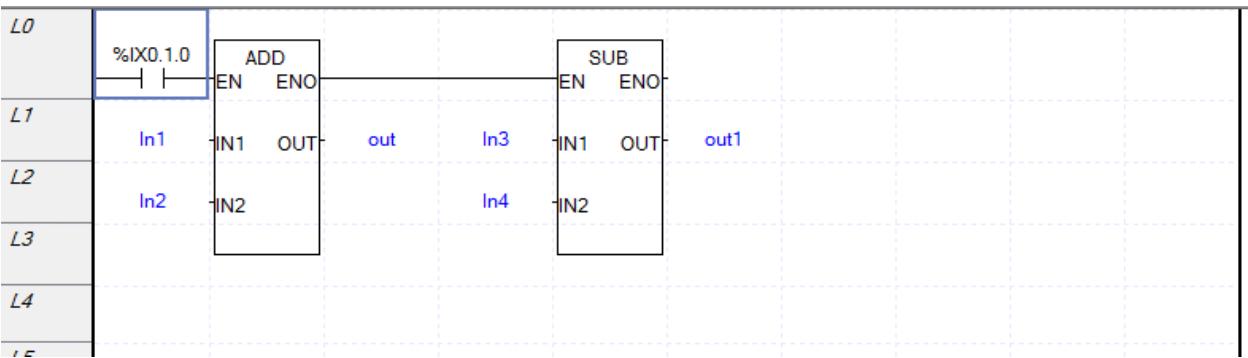 L0
%IX0.1.0
ADD
SUB
EN ENO
EN ENO
L1
In1 IN1 OUT out In3 IN1 OUT out1
L2
In2 IN2 In4 IN2
L3
L4